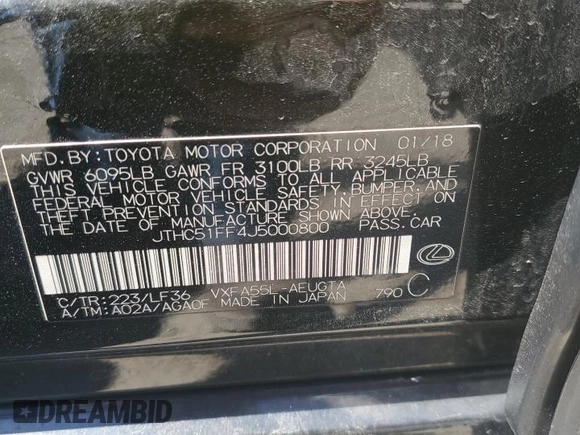 MFD.BY:TOYOTA MOTOR CORPORATION 01/18
GVWR 6095LB GAWR FR 3100LB RR 3245LB
THIS VEHICLE CONFORMS TO ALL APPLICABLE
FEDERAL MOTOR VEHICLE SAFETY,BUMPER,AND
THEFT PREVENTION STANDARDS IN EFFECT ON
THE DATE OF MANUFACTURE SHOWN ABOVE.
JTHC51FF4J5000800 PASS.CAR
C/TR:223/LF36 VXFA55L-AEUGTA
A/TM:A02A/AGA0F MADE IN JAPAN 790 C
DREAMBID